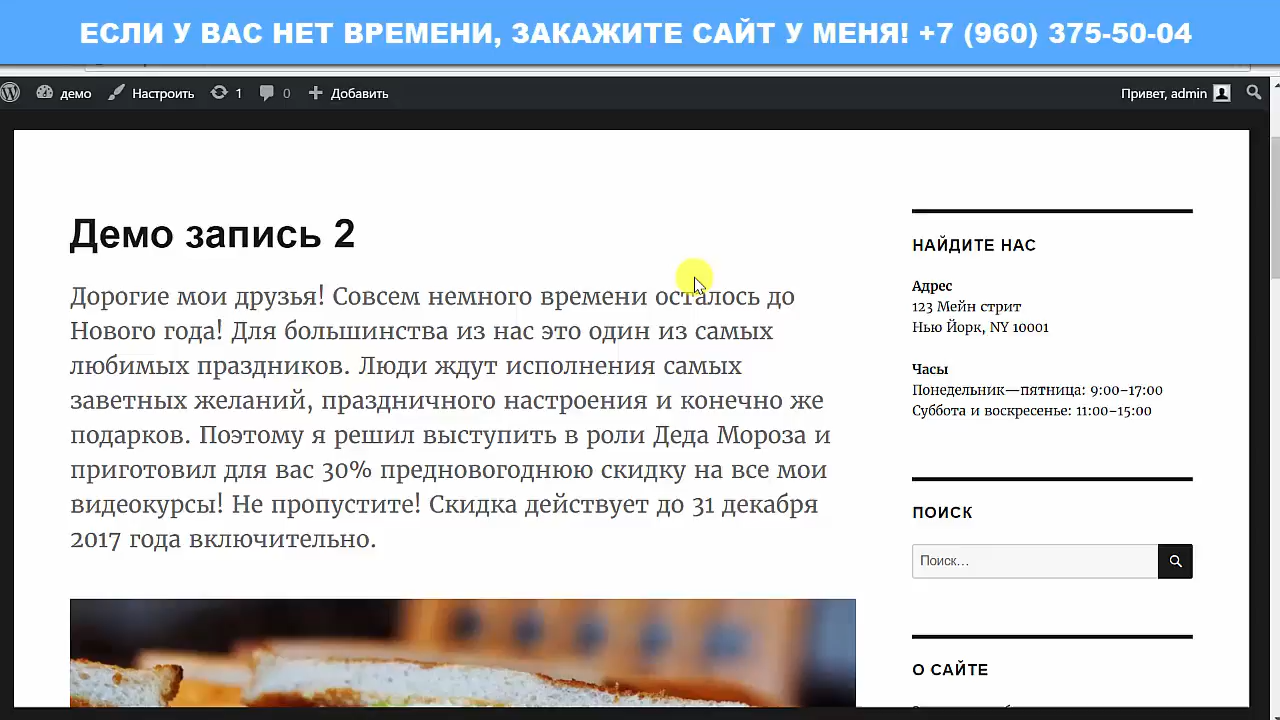 ЕСЛИ У ВАС НЕТ ВРЕМЕНИ, ЗАКАЖИТЕ САЙТ У МЕНЯ! +7 (960) 375-50-04
демо Настроить 1 0 Добавить Привет, admin
Демо запись 2
Дорогие мои друзья! Совсем немного времени осталось до
Нового года! Для большинства из нас это один из самых
любимых праздников. Люди ждут исполнения самых
заветных желаний, праздничного настроения и конечно же
подарков. Поэтому я решил выступить в роли Деда Мороза и
приготовил для вас 30% предновогоднюю скидку на все мои
видеокурсы! Не пропустите! Скидка действует до 31 декабря
2017 года включительно.
НАЙДИТЕ НАС
Адрес
123 Мейн стрит
Нью Йорк, NY 10001
Часы
Понедельник—пятница: 9:00–17:00
Суббота и воскресенье: 11:00–15:00
ПОИСК
Поиск…
О САЙТЕ